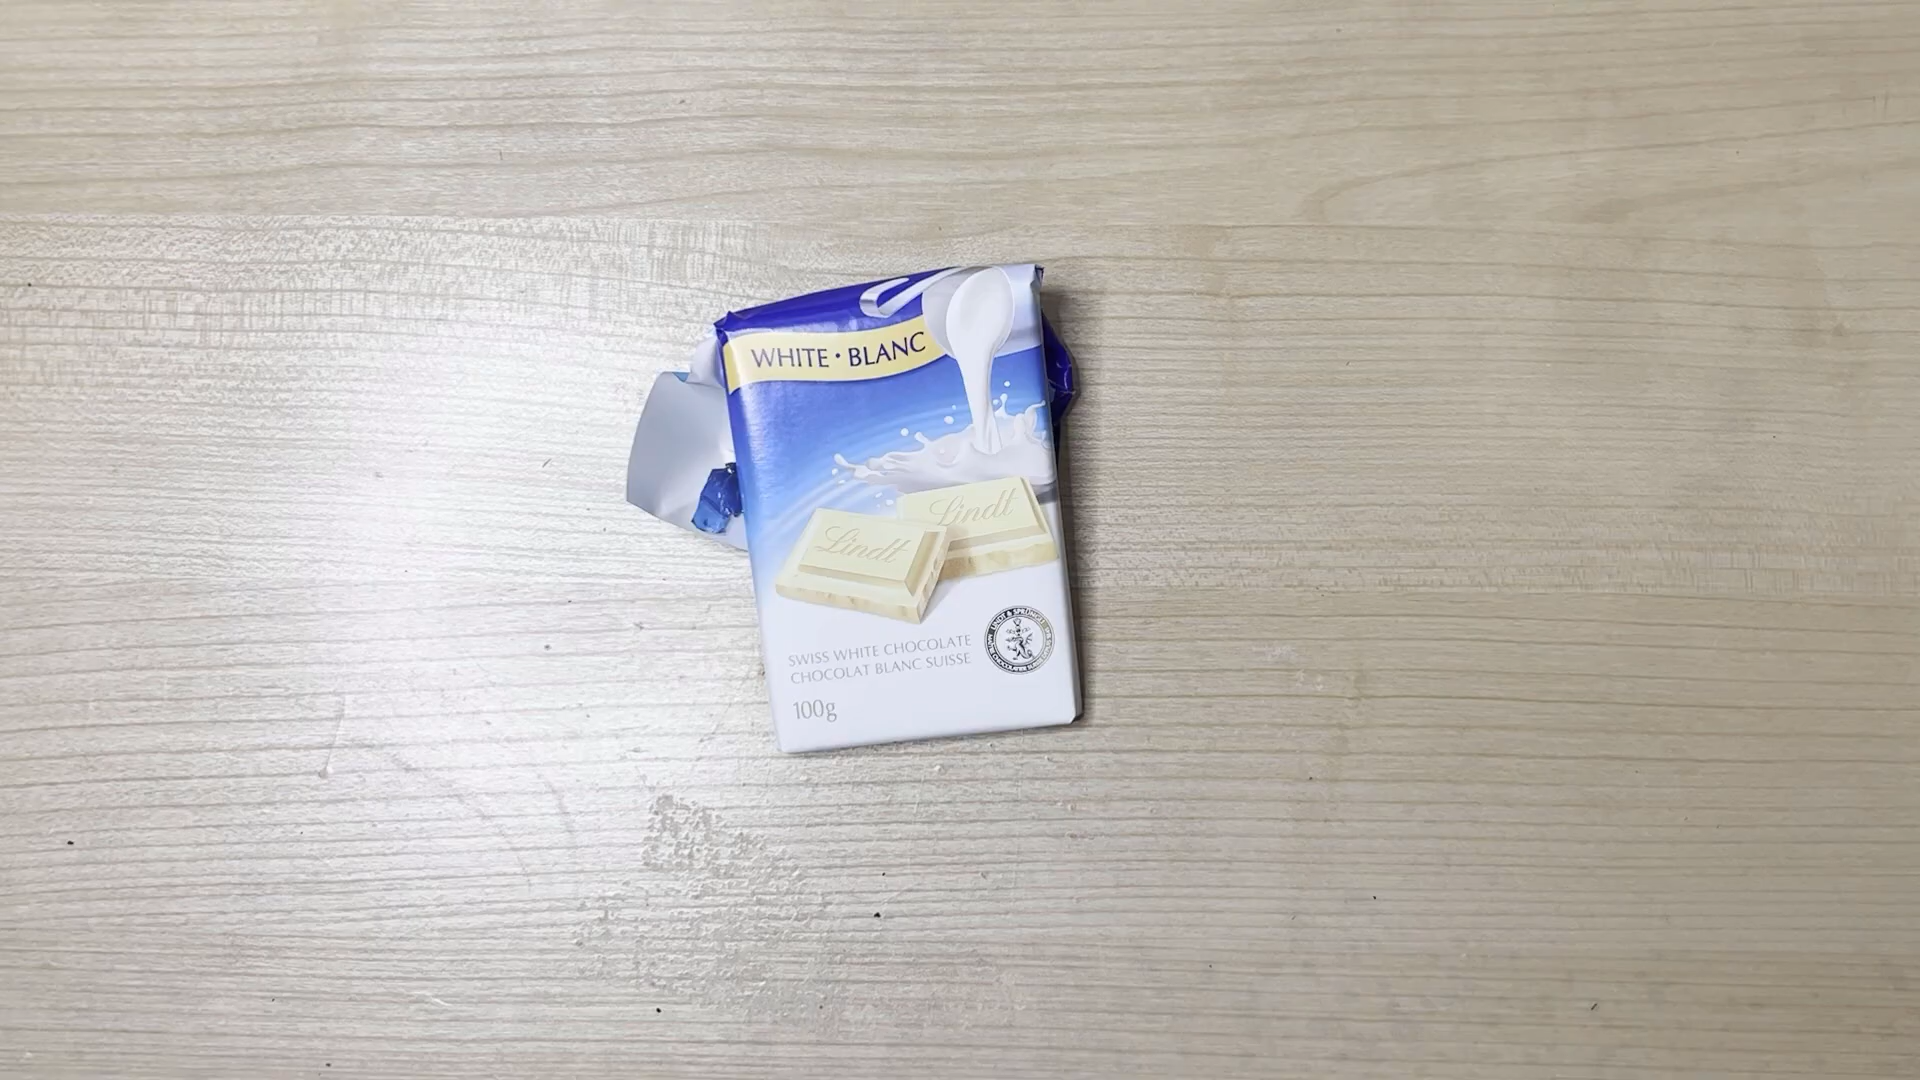 WHITE • BLANC
Lindt
Lindt
SWISS WHITE CHOCOLATE
CHOCOLAT BLANC SUISSE
100g